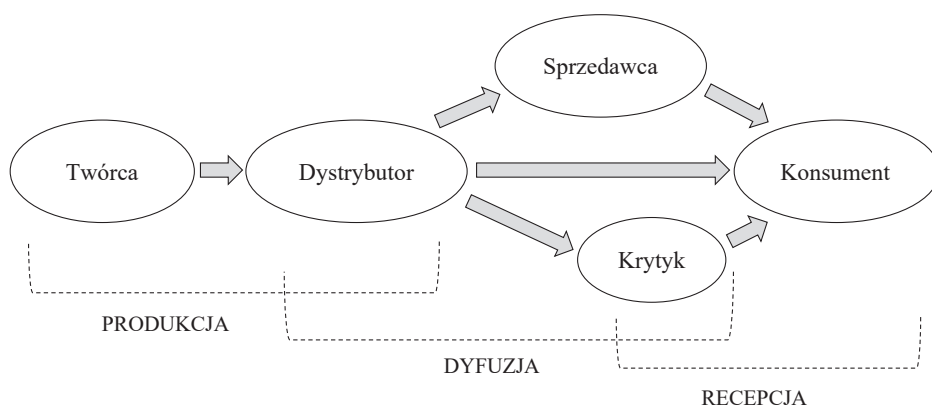 Sprzedawca
Twórca
Dystrybutor
Konsument
Krytyk
PRODUKCJA
DYFUZJA
RECEPCJA